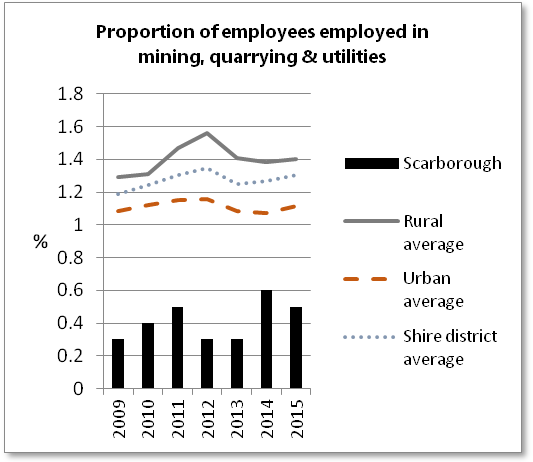 Proportion of employees employed in
mining, quarrying & utilities
1.8
1.6
1.4
1.2
1
0.8
0.6
0.4
0.2
0
%
2009
2010
2011
2012
2013
2014
2015
Scarborough
Rural
average
Urban
average
Shire district
average